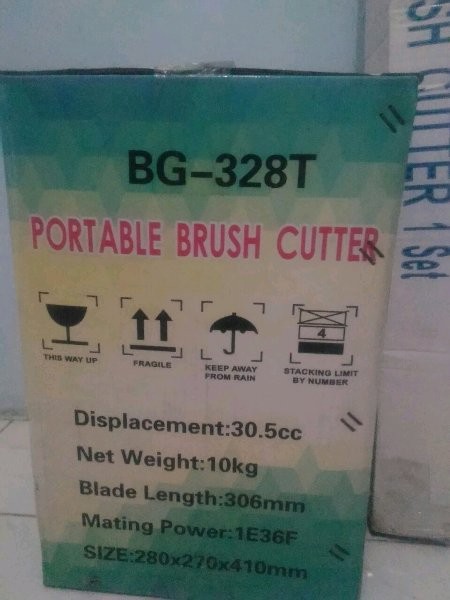 BG-328T
PORTABLE BRUSH CUTTER
THIS WAY UP
FRAGILE
KEEP AWAY
FROM RAIN
4
STACKING LIMIT
BY NUMBER
Displacement:30.5cc
Net Weight:10kg
Blade Length:306mm
Mating Power:1E36F
SIZE:280x270x410mm
SH CUTTER 1 Set